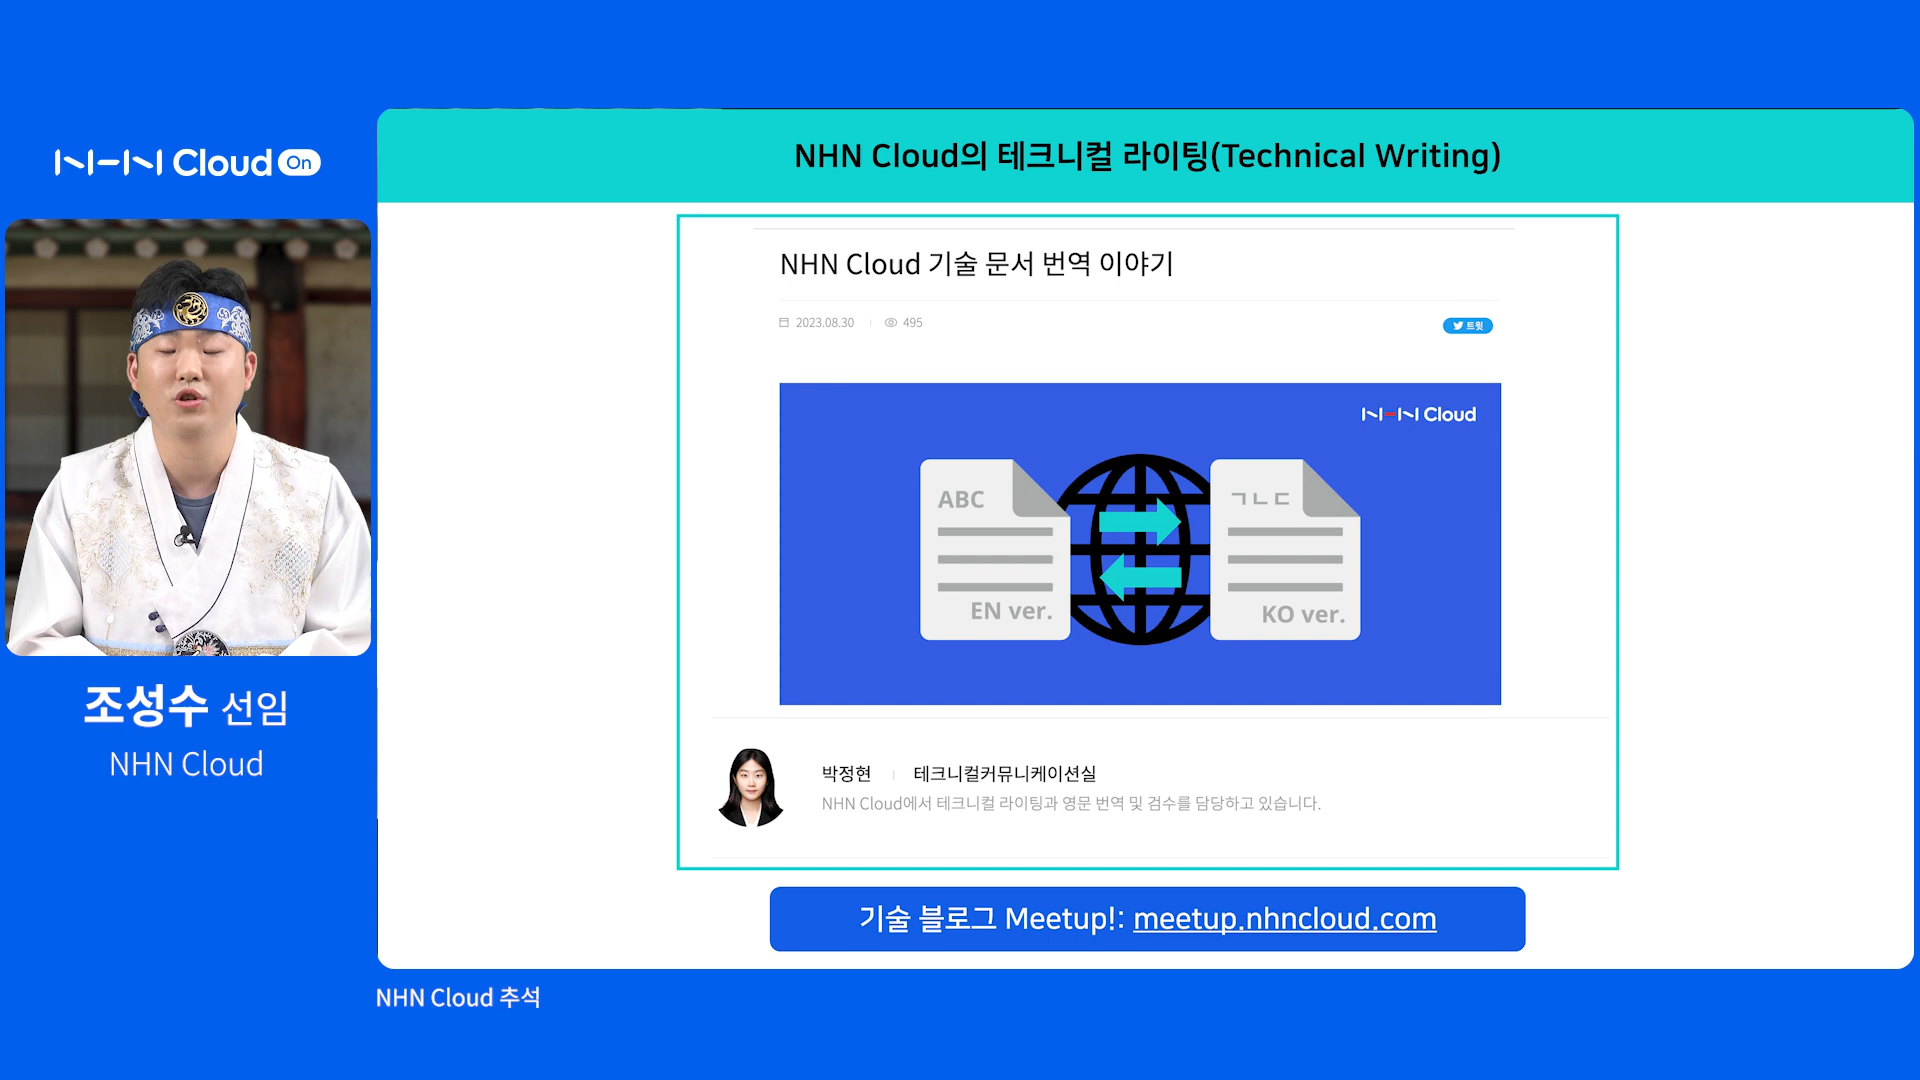 NHN Cloud On
조성수 선임
NHN Cloud
NHN Cloud의 테크니컬 라이팅(Technical Writing)
NHN Cloud 기술 문서 번역 이야기
2023.08.30 495
트윗
NHN Cloud
ABC
EN ver.
ㄱㄴㄷ
KO ver.
박정현 테크니컬커뮤니케이션실
NHN Cloud에서 테크니컬 라이팅과 영문 번역 및 검수를 담당하고 있습니다.
기술 블로그 Meetup!: meetup.nhncloud.com
NHN Cloud 추석